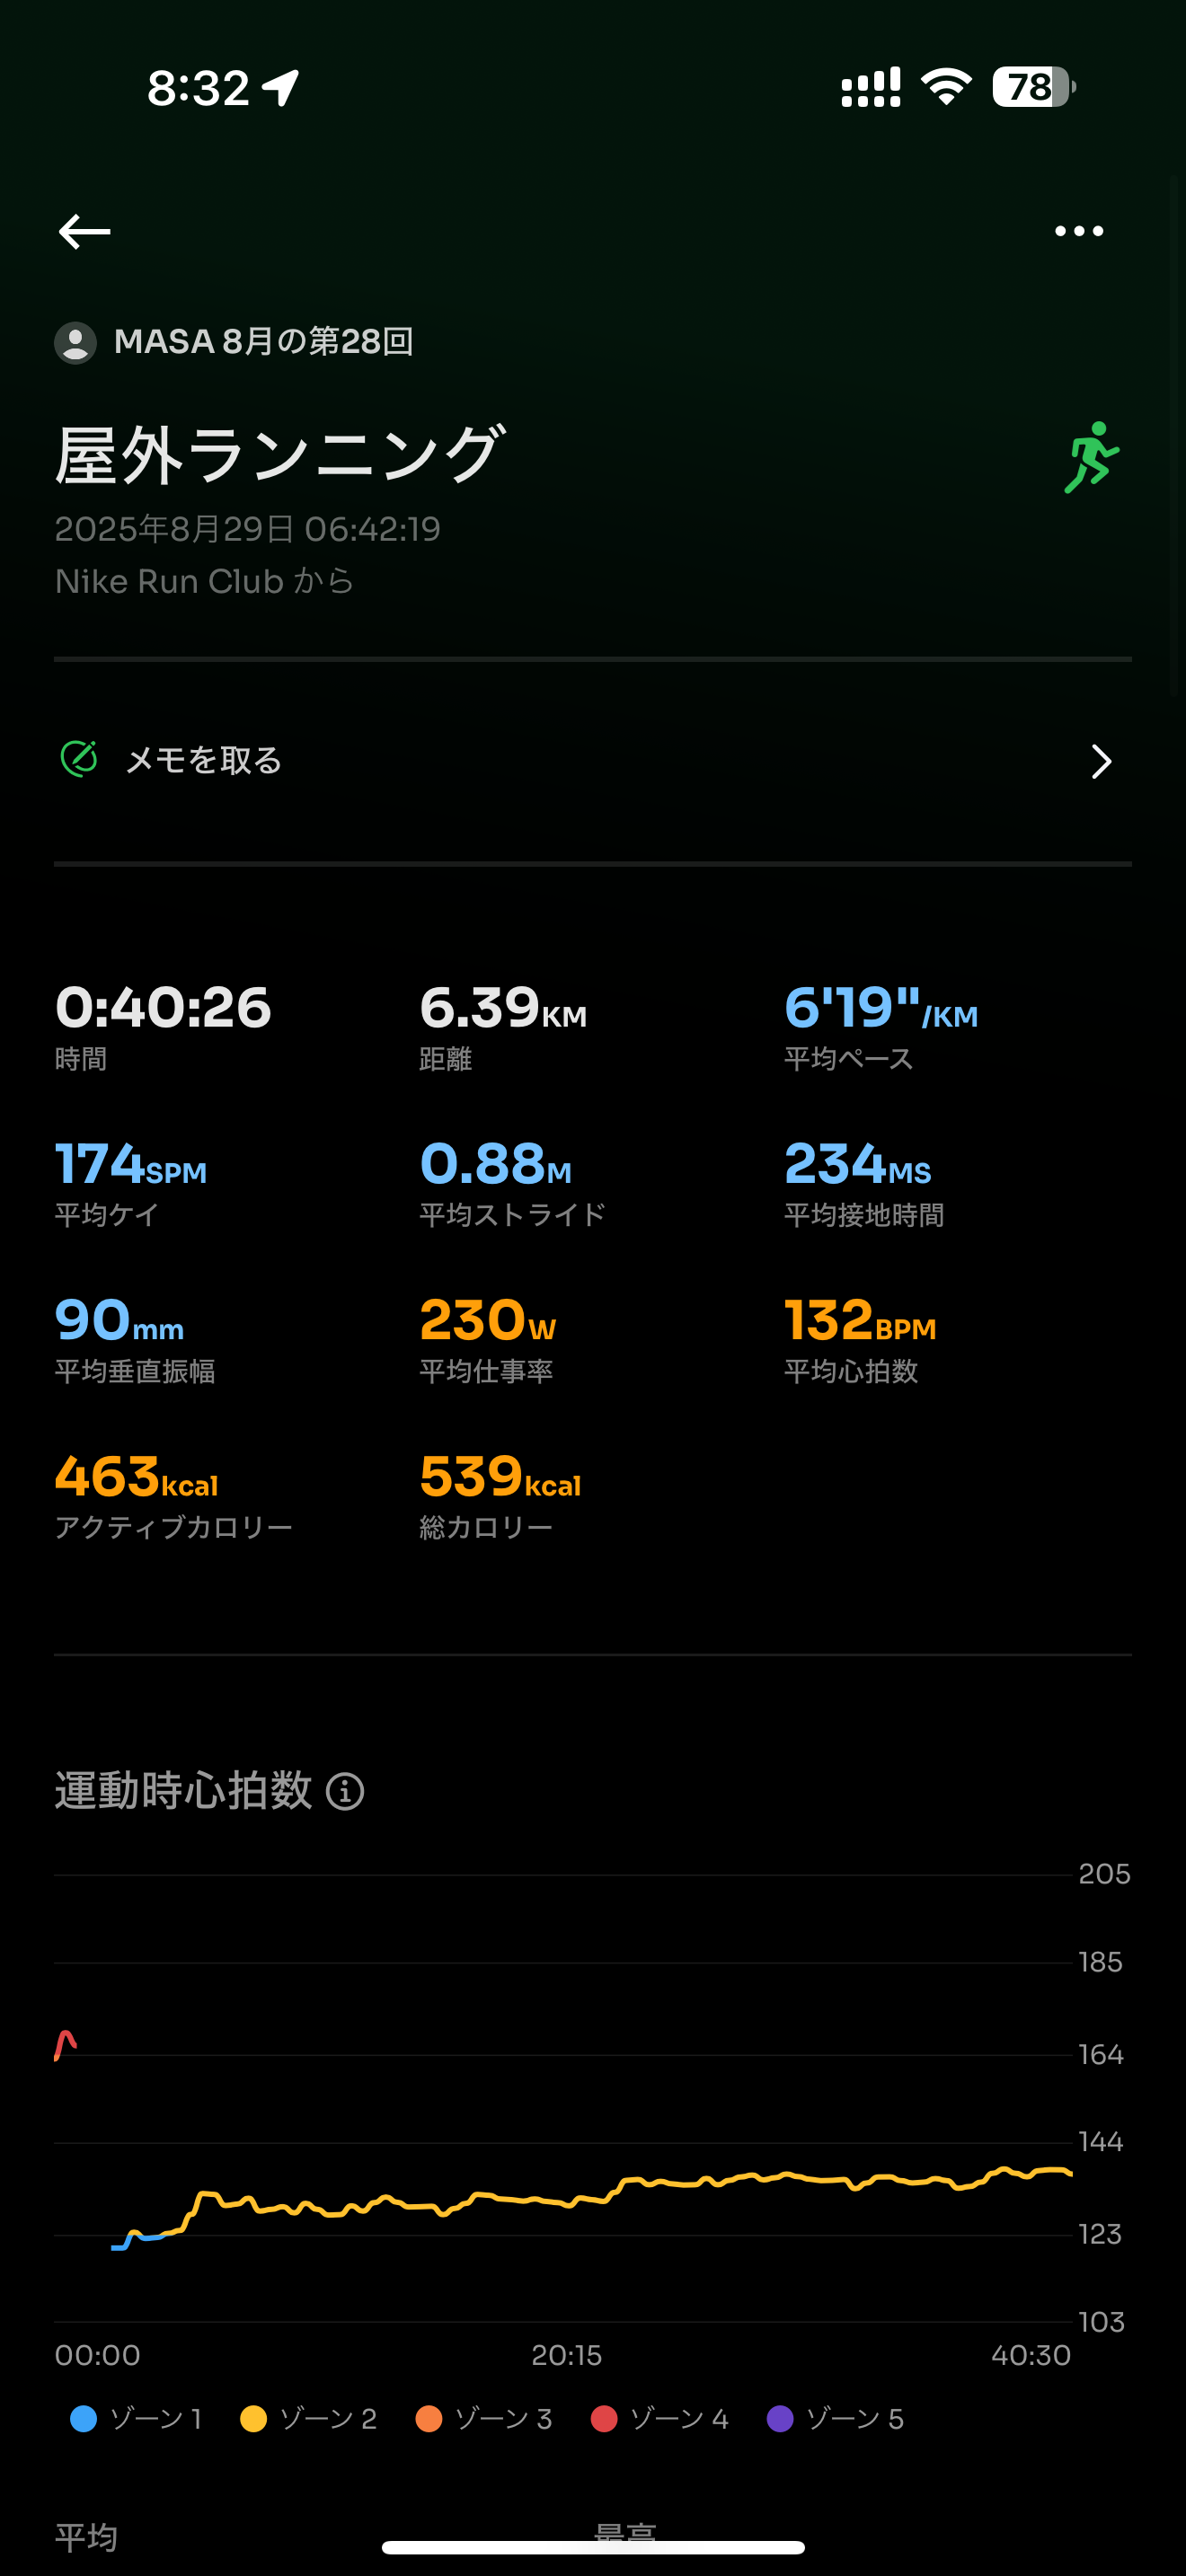 8:32
78
MASA 8月の第28回
屋外ランニング
2025年8月29日 06:42:19
Nike Run Club から
メモを取る
0:40:26 6.39KM 6'19"/KM
時間 距離 平均ペース
174SPM 0.88M 234MS
平均ケイ 平均ストライド 平均接地時間
90mm 230W 132BPM
平均垂直振幅 平均仕事率 平均心拍数
463kcal 539kcal
アクティブカロリー 総カロリー
運動時心拍数
205
185
164
144
123
103
00:00 20:15 40:30
ゾーン 1 ゾーン 2 ゾーン 3 ゾーン 4 ゾーン 5
平均 最高